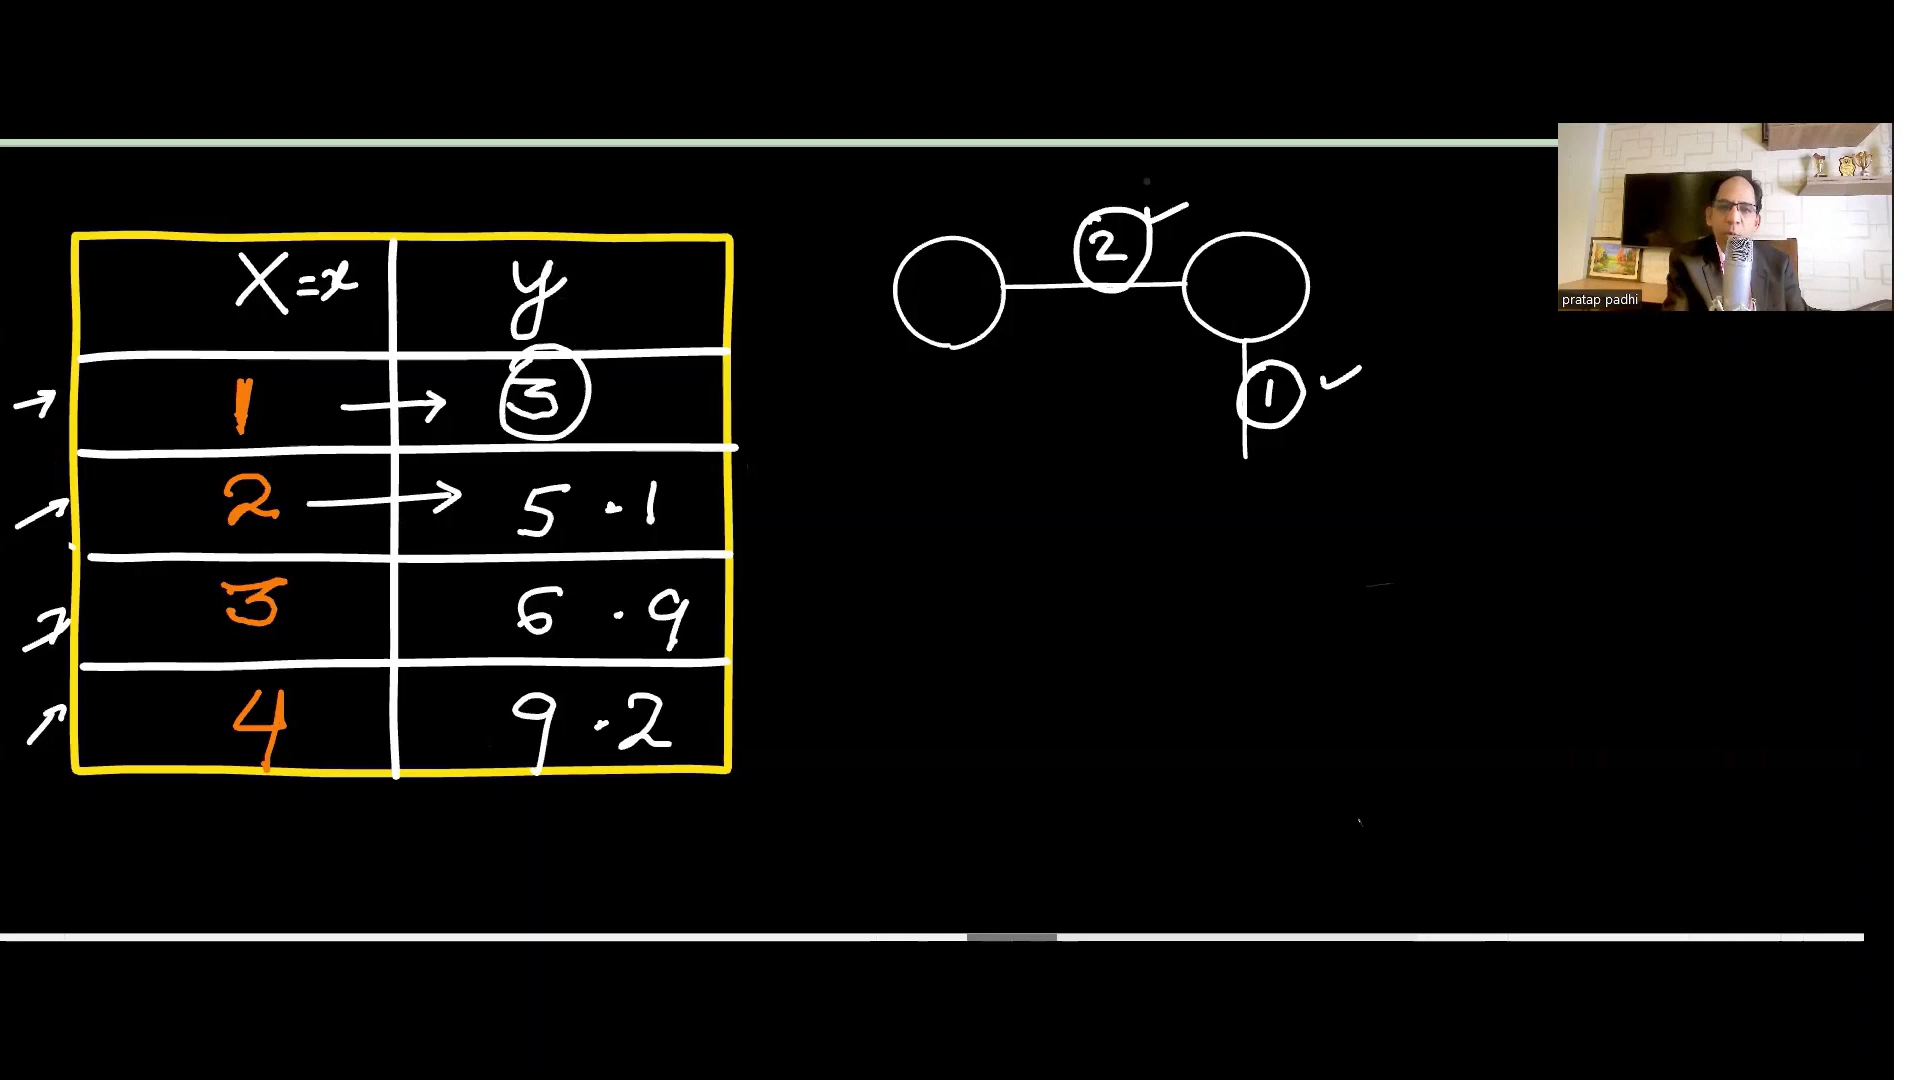 X=x y
1 → 3
2 → 5.1
3 6.9
4 9.2
2
1
pratap padhi